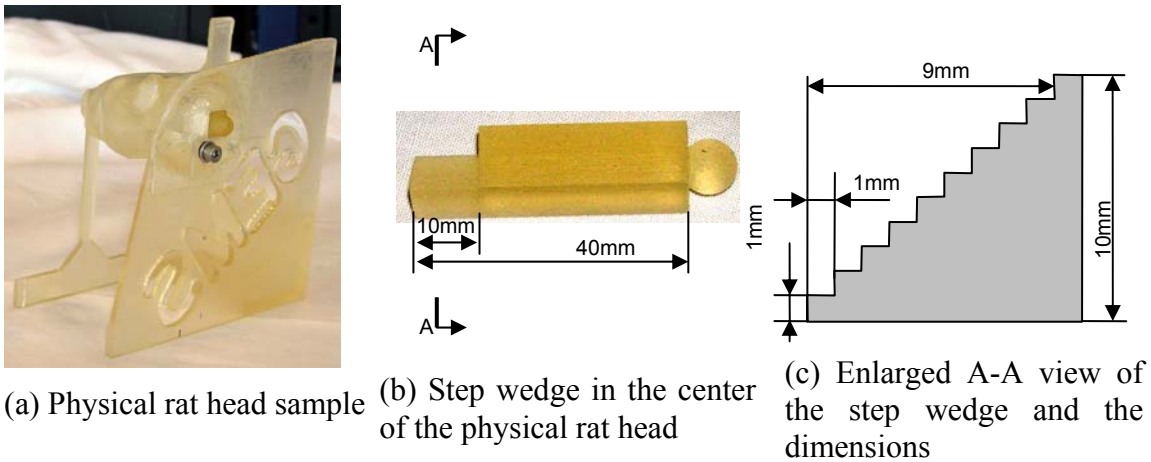 A
A
10mm
40mm
9mm
1mm
1mm
10mm
(a) Physical rat head sample
(b) Step wedge in the center
of the physical rat head
(c) Enlarged A-A view of
the step wedge and the
dimensions